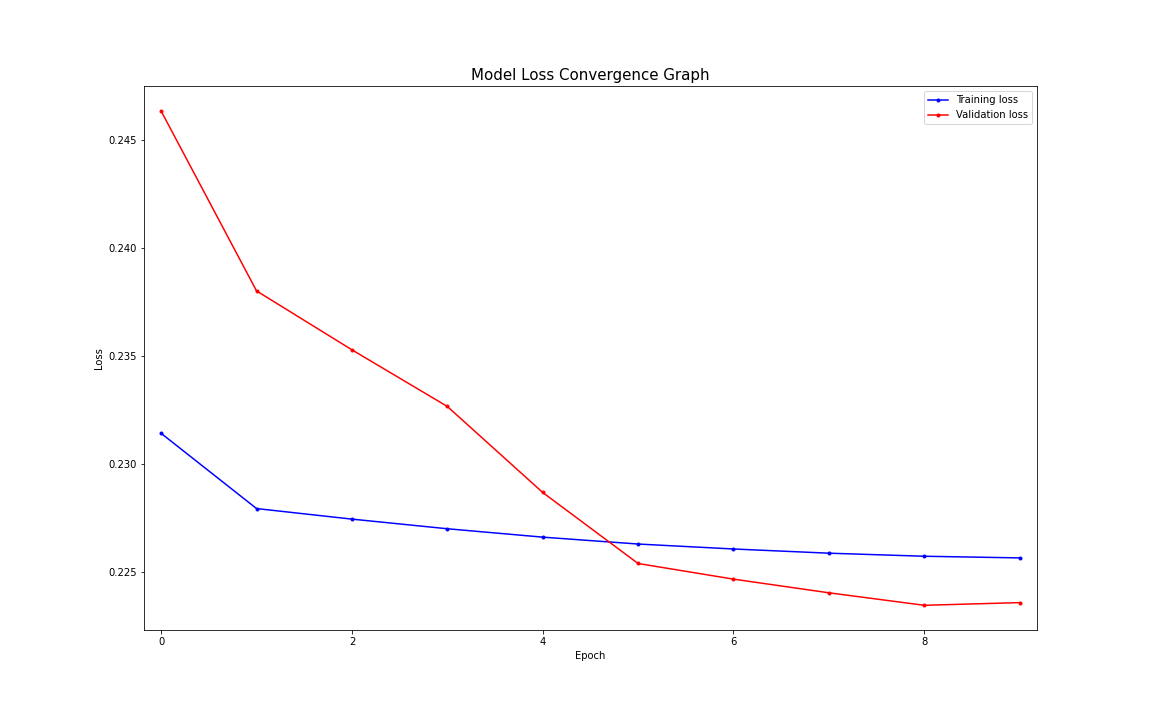 Model Loss Convergence Graph
Training loss
Validation loss
0.245
0.240
0.235
0.230
0.225
Loss
0
2
4
6
8
Epoch